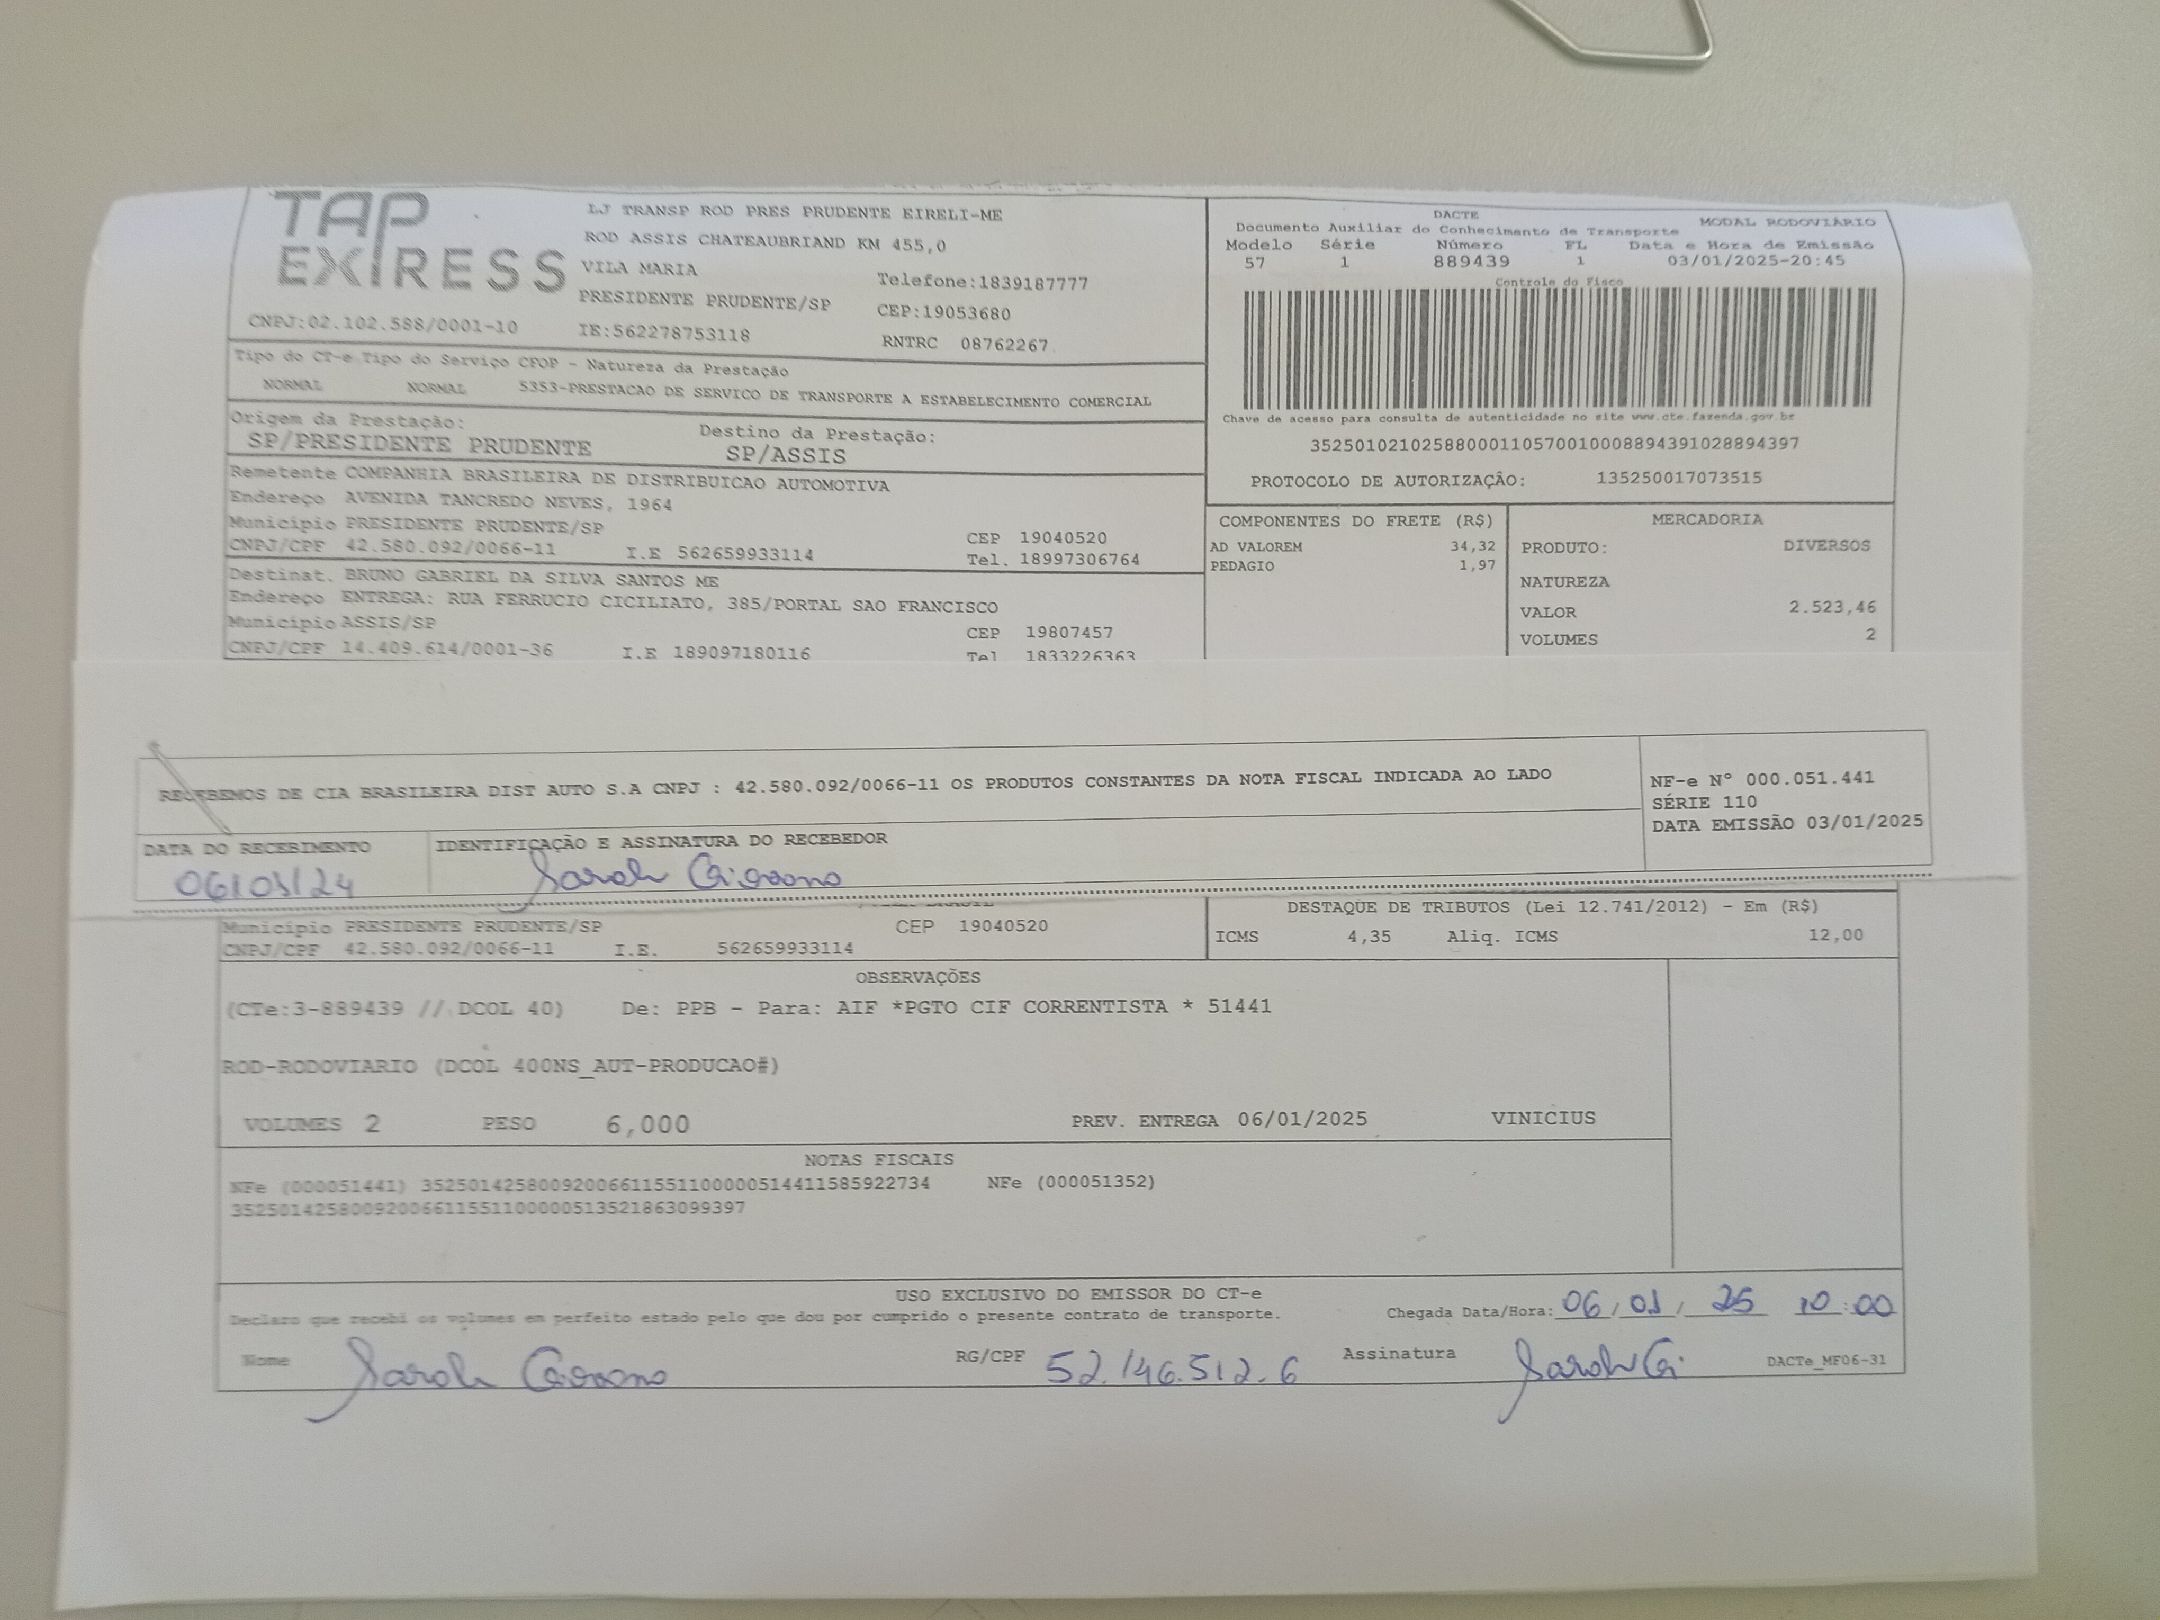 TAP EXPRESS
LJ TRANSP ROD PRES PRUDENTE EIRELI-ME
ROD ASSIS CHATEAUBRIAND KM 455,0
VILA MARIA
Telefone:1839187777
PRESIDENTE PRUDENTE/SP
CEP:19053680
CNPJ:02.102.588/0001-10 IE:562278753118
RNTRC 08762267
DACTE
Documento Auxiliar do Conhecimento de Transporte
MODAL RODOVIÁRIO
Modelo Série Número FL Data e Hora de Emissão
57 1 889439 1 03/01/2025-20:45
Controle do Fisco
Chave de acesso para consulta de autenticidade no site www.cte.fazenda.gov.br
35250102102588000110570010008894391028894397
PROTOCOLO DE AUTORIZAÇÃO: 135250017073515
Tipo do CT-e Tipo do Serviço CFOP - Natureza da Prestação
NORMAL NORMAL 5353-PRESTACAO DE SERVICO DE TRANSPORTE A ESTABELECIMENTO COMERCIAL
Origem da Prestação: Destino da Prestação:
SP/PRESIDENTE PRUDENTE SP/ASSIS
Remetente COMPANHIA BRASILEIRA DE DISTRIBUICAO AUTOMOTIVA
Endereço AVENIDA TANCREDO NEVES, 1964
Município PRESIDENTE PRUDENTE/SP CEP 19040520
CNPJ/CPF 42.580.092/0066-11 I.E 562659933114 Tel. 18997306764
Destinat. BRUNO GABRIEL DA SILVA SANTOS ME
Endereço ENTREGA: RUA FERRUCIO CICILIATO, 385/PORTAL SAO FRANCISCO
Município ASSIS/SP CEP 19807457
CNPJ/CPF 14.409.614/0001-36 I.E 189097180116 Tel 1833226363
COMPONENTES DO FRETE (R$)
AD VALOREM 34,32
PEDAGIO 1,97
MERCADORIA
PRODUTO: DIVERSOS
NATUREZA
VALOR 2.523,46
VOLUMES 2
RECEBEMOS DE CIA BRASILEIRA DIST AUTO S.A CNPJ : 42.580.092/0066-11 OS PRODUTOS CONSTANTES DA NOTA FISCAL INDICADA AO LADO
NF-e N° 000.051.441
SÉRIE 110
DATA EMISSÃO 03/01/2025
DATA DO RECEBIMENTO IDENTIFICAÇÃO E ASSINATURA DO RECEBEDOR
06/01/24 Sarah
Município PRESIDENTE PRUDENTE/SP CEP 19040520
CNPJ/CPF 42.580.092/0066-11 I.E. 562659933114
DESTAQUE DE TRIBUTOS (Lei 12.741/2012) - Em (R$)
ICMS 4,35 Aliq. ICMS 12,00
OBSERVAÇÕES
(CTe:3-889439 // DCOL 40) De: PPB - Para: AIF *PGTO CIF CORRENTISTA * 51441
ROD-RODOVIARIO (DCOL 400NS_AUT-PRODUCAO#)
VOLUMES 2 PESO 6,000 PREV. ENTREGA 06/01/2025 VINICIUS
NOTAS FISCAIS
NFe (000051441) 35250142580092006611551100000514411585922734 NFe (000051352)
35250142580092006611551100000513521863099397
USO EXCLUSIVO DO EMISSOR DO CT-e
Declaro que recebi os volumes em perfeito estado pelo que dou por cumprido o presente contrato de transporte.
Chegada Data/Hora: 06/01/25 10:00
Nome Sarah RG/CPF 52.146.512.6 Assinatura Sarah
DACTe_MF06-31